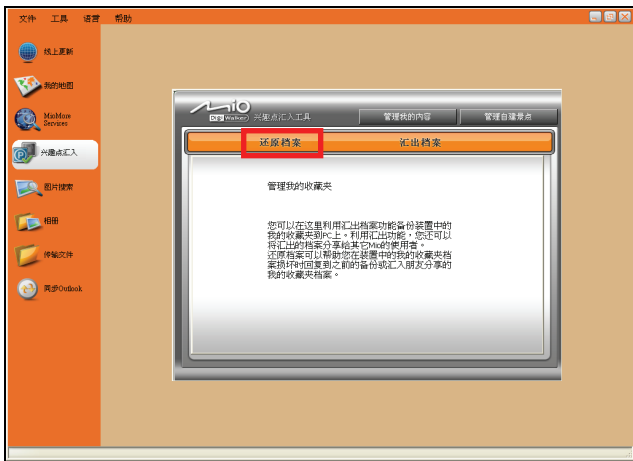 文件 工具 语言 帮助
线上更新
我的地图
MioMore
Services
兴趣点汇入
图片搜索
相册
传输文件
同步Outlook
Mio
Digi Walker 兴趣点汇入工具
管理我的内容
管理自建景点
还原档案
汇出档案
管理我的收藏夹
您可以在这里利用汇出档案功能备份装置中的
我的收藏夹到PC上。利用汇出功能，您还可以
将汇出的档案分享给其它Mio的使用者。
还原档案可以帮助您在装置中的我的收藏夹档
案损坏时回复到之前的备份或汇入朋友分享的
我的收藏夹档案。